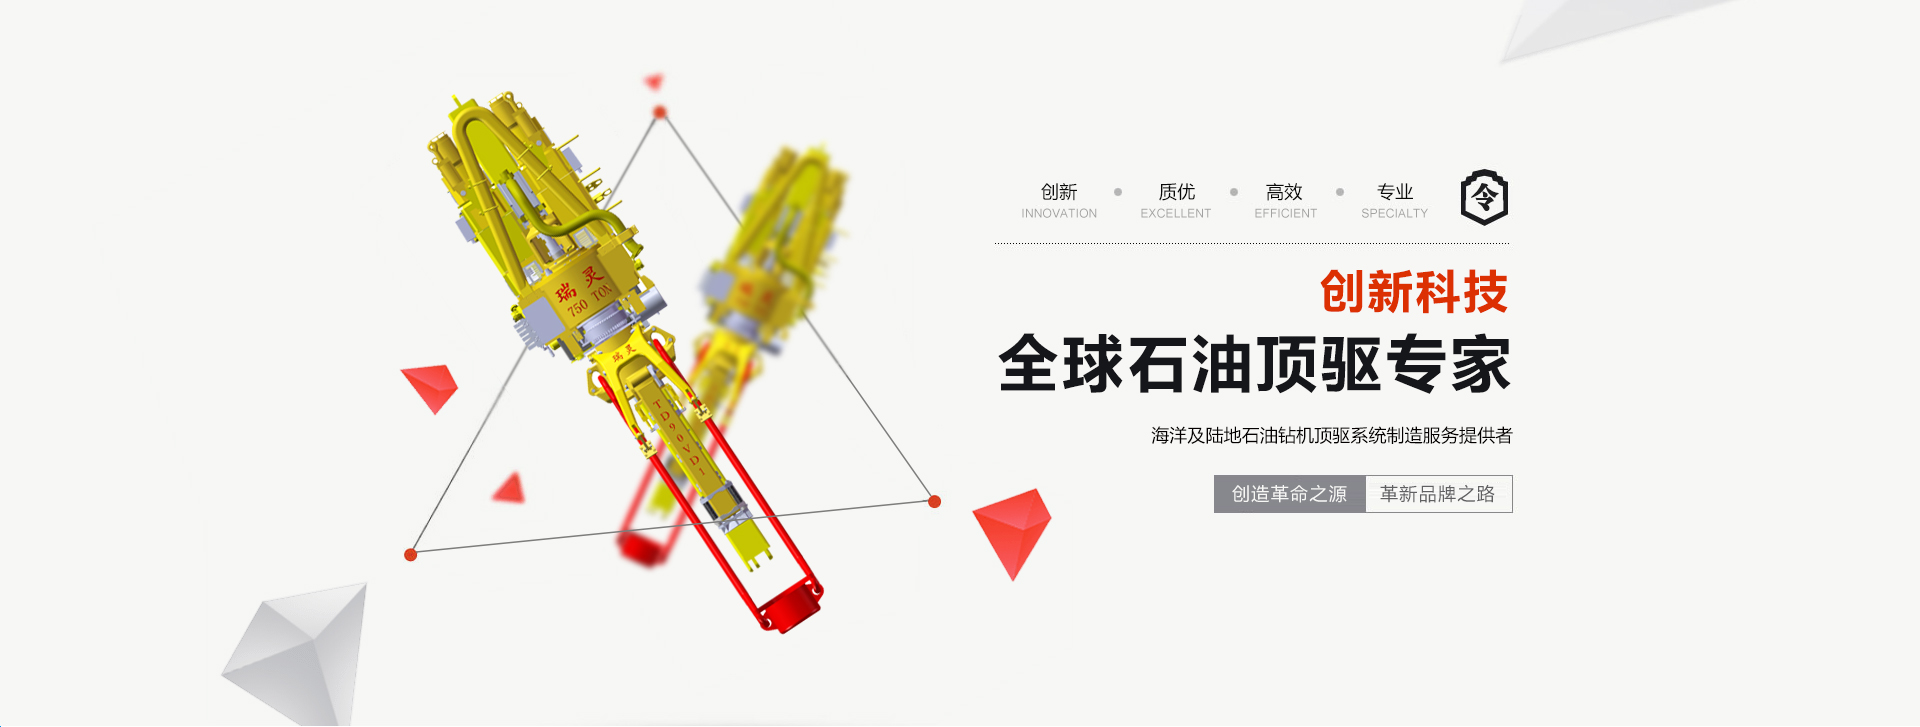 创新 质优 高效 专业 令
INNOVATION EXCELLENT EFFICIENT SPECIALTY
创新科技
全球石油顶驱专家
海洋及陆地石油钻机顶驱系统制造服务提供者
创造革命之源 革新品牌之路
瑞灵
750 TON
瑞灵
TD90VD1
瑞灵